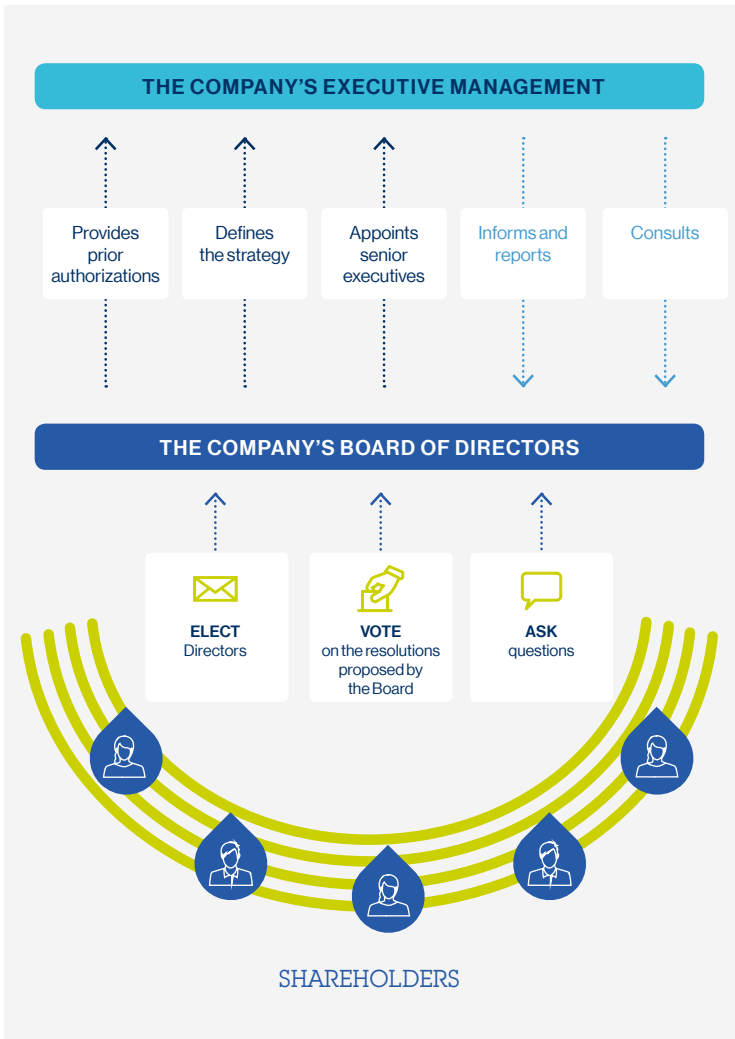 THE COMPANY'S EXECUTIVE MANAGEMENT
Provides
prior
authorizations
Defines
the strategy
Appoints
senior
executives
Informs and
reports
Consults
THE COMPANY'S BOARD OF DIRECTORS
ELECT
Directors
VOTE
on the resolutions
proposed by
the Board
ASK
questions
SHAREHOLDERS